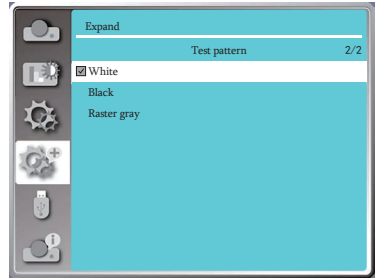 Expand
Test pattern 2/2
White
Black
Raster gray